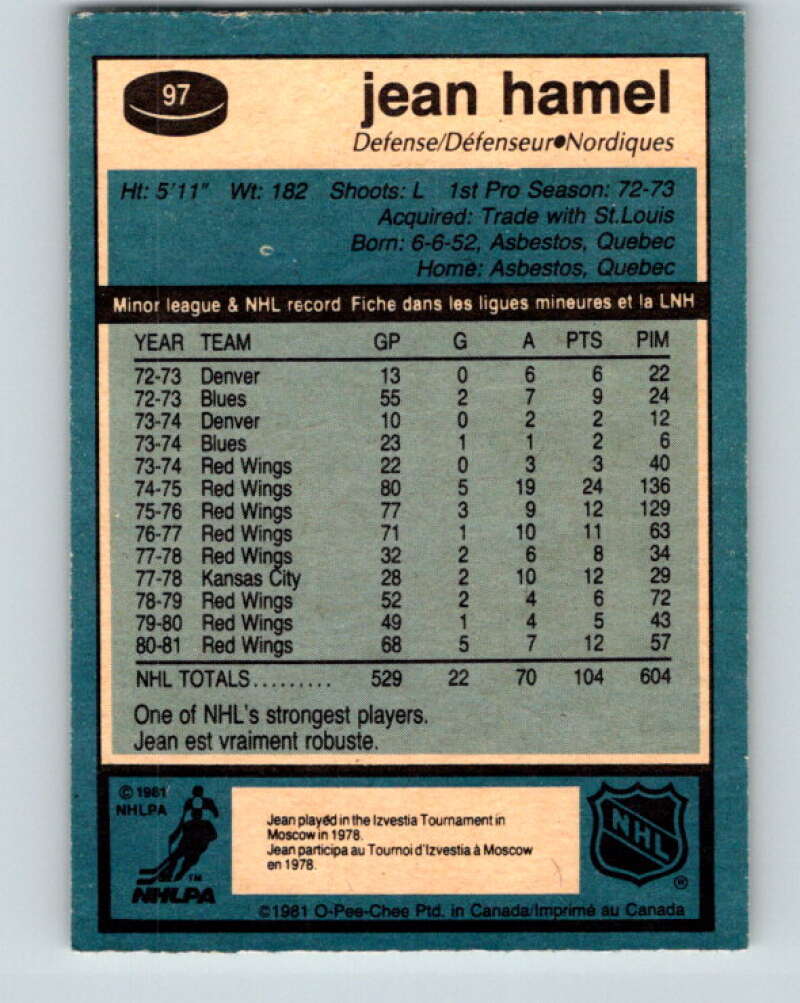 97
jean hamel
Defense/Défenseur●Nordiques
Ht: 5'11" Wt: 182 Shoots: L 1st Pro Season: 72-73
Acquired: Trade with St.Louis
Born: 6-6-52, Asbestos, Quebec
Home: Asbestos, Quebec
Minor league & NHL record Fiche dans les ligues mineures et la LNH
YEAR TEAM GP G A PTS PIM
72-73 Denver 13 0 6 6 22
72-73 Blues 55 2 7 9 24
73-74 Denver 10 0 2 2 12
73-74 Blues 23 1 1 2 6
73-74 Red Wings 22 0 3 3 40
74-75 Red Wings 80 5 19 24 136
75-76 Red Wings 77 3 9 12 129
76-77 Red Wings 71 1 10 11 63
77-78 Red Wings 32 2 6 8 34
77-78 Kansas City 28 2 10 12 29
78-79 Red Wings 52 2 4 6 72
79-80 Red Wings 49 1 4 5 43
80-81 Red Wings 68 5 7 12 57
NHL TOTALS......... 529 22 70 104 604
One of NHL's strongest players.
Jean est vraiment robuste.
© 1981
NHLPA
TM
NHLPA
Jean played in the Izvestia Tournament in
Moscow in 1978.
Jean participa au Tournoi d'Izvestia à Moscow
en 1978.
NHL
®
©1981 O-Pee-Chee Ptd. in Canada/Imprimé au Canada